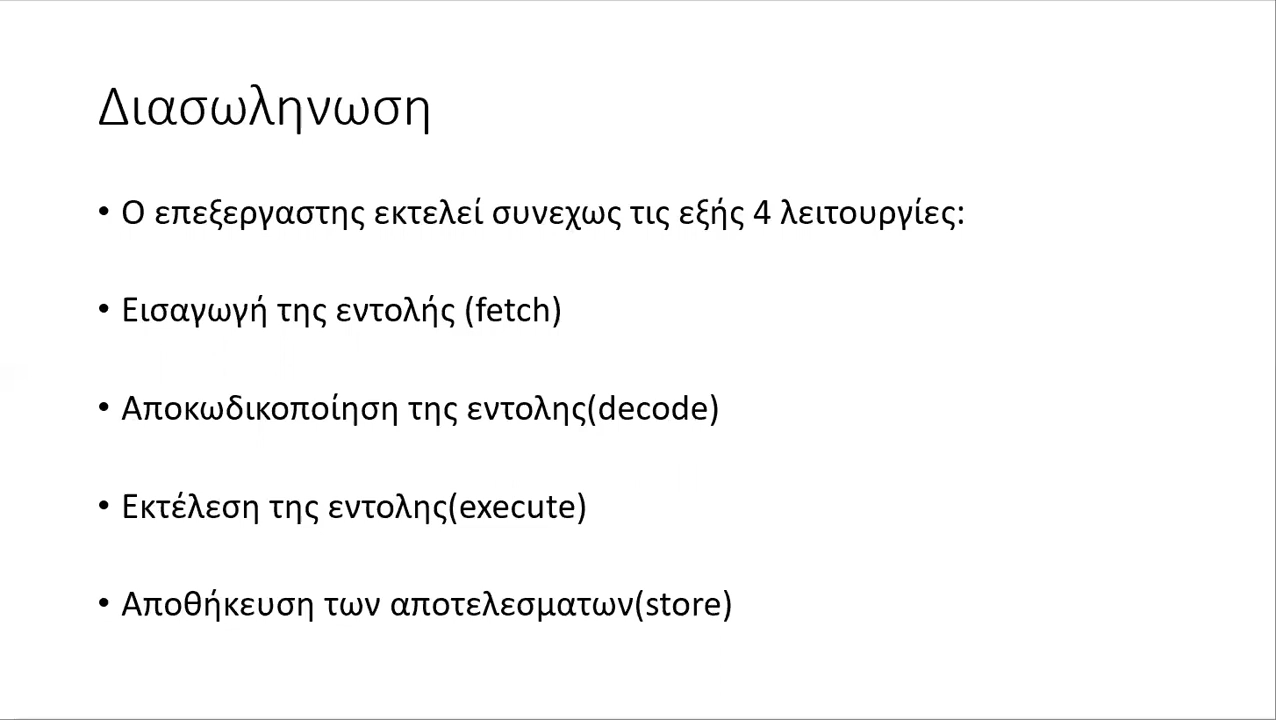 Διασωληνωση
• Ο επεξεργαστης εκτελεί συνεχως τις εξής 4 λειτουργίες:
• Εισαγωγή της εντολής (fetch)
• Αποκωδικοποίηση της εντολης(decode)
• Εκτέλεση της εντολης(execute)
• Αποθήκευση των αποτελεσματων(store)